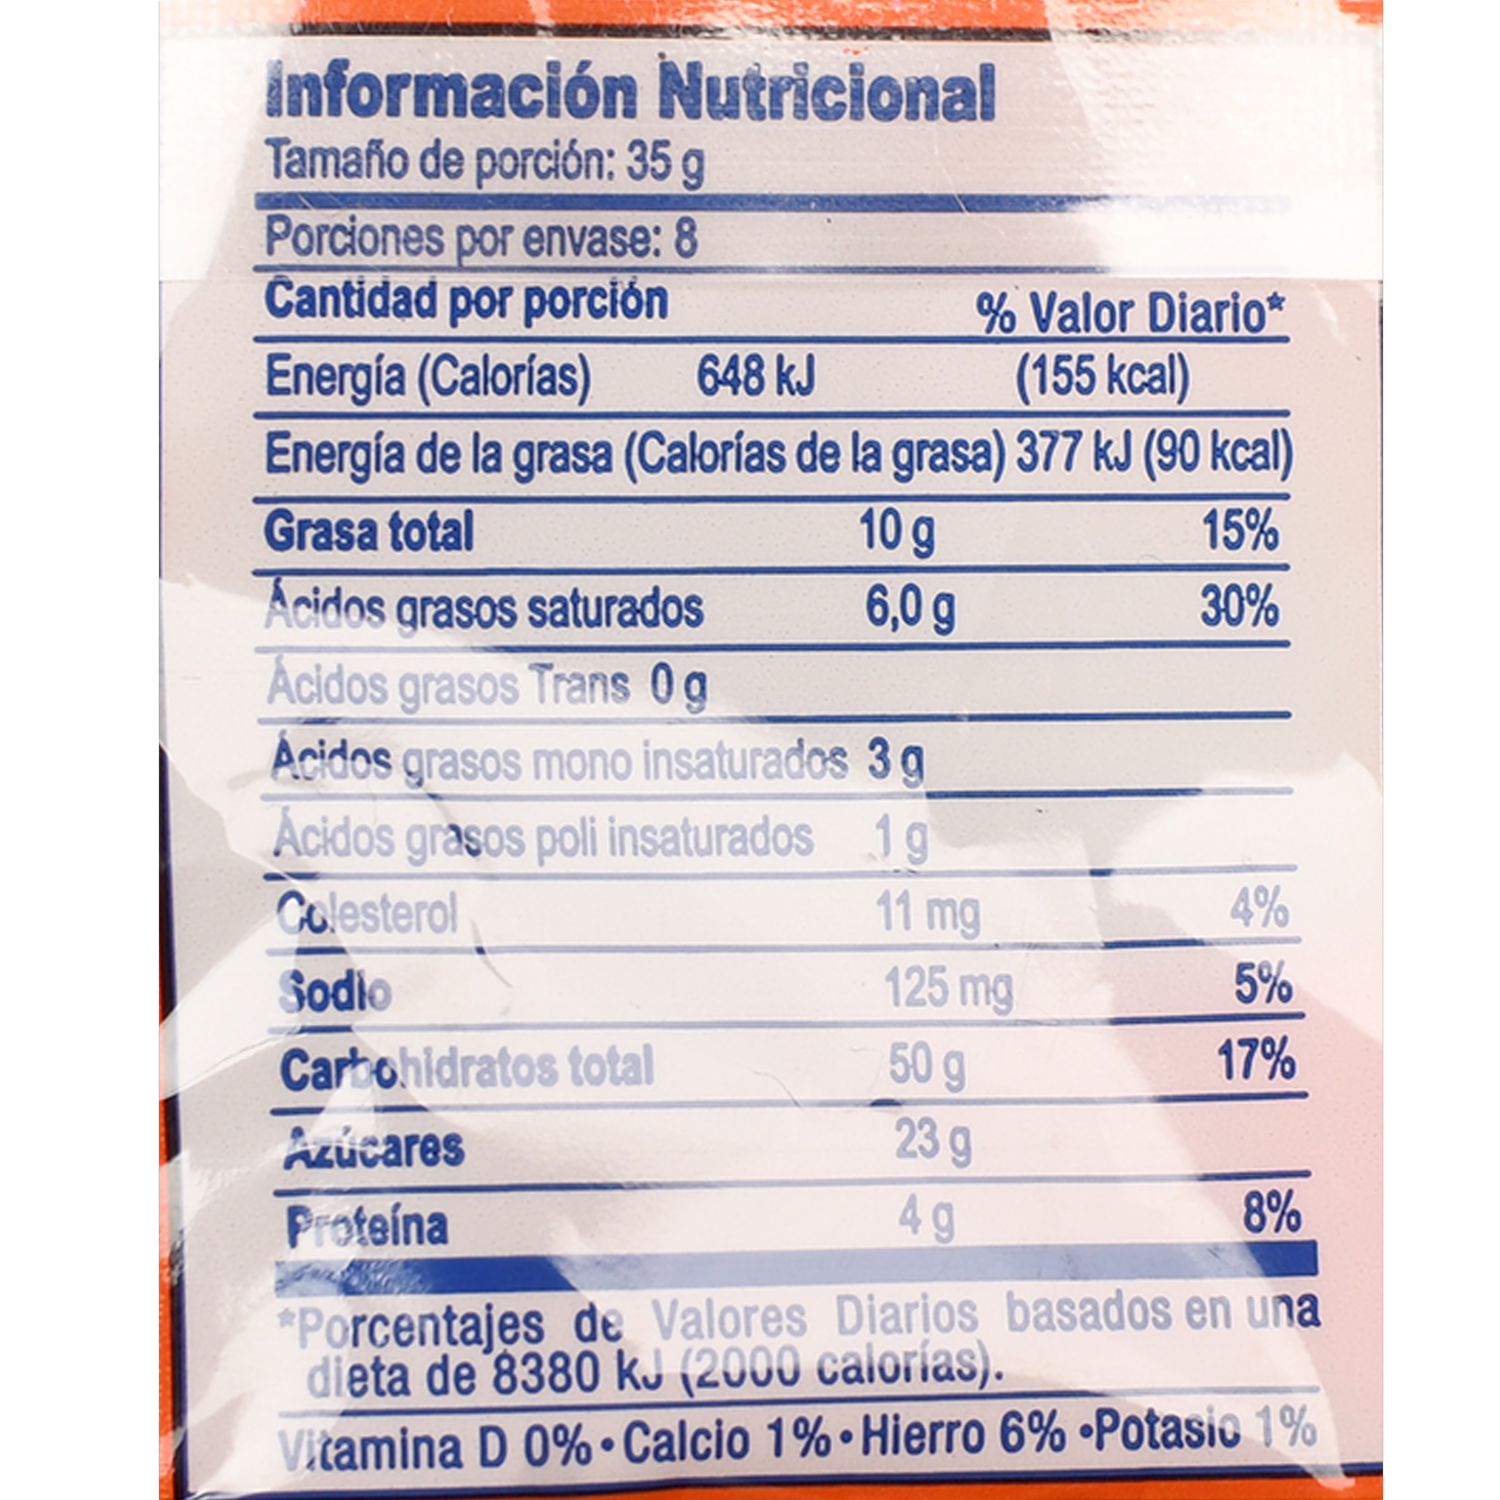 Información Nutricional
Tamaño de porción: 35 g
Porciones por envase: 8
Cantidad por porción % Valor Diario*
Energía (Calorías) 648 kJ (155 kcal)
Energía de la grasa (Calorías de la grasa) 377 kJ (90 kcal)
Grasa total 10 g 15%
Ácidos grasos saturados 6,0 g 30%
Ácidos grasos Trans 0 g
Ácidos grasos mono insaturados 3 g
Ácidos grasos poli insaturados 1 g
Colesterol 11 mg 4%
Sodio 125 mg 5%
Carbohidratos total 50 g 17%
Azúcares 23 g
Proteína 4 g 8%
*Porcentajes de Valores Diarios basados en una
dieta de 8380 kJ (2000 calorías).
Vitamina D 0% • Calcio 1% • Hierro 6% • Potasio 1%